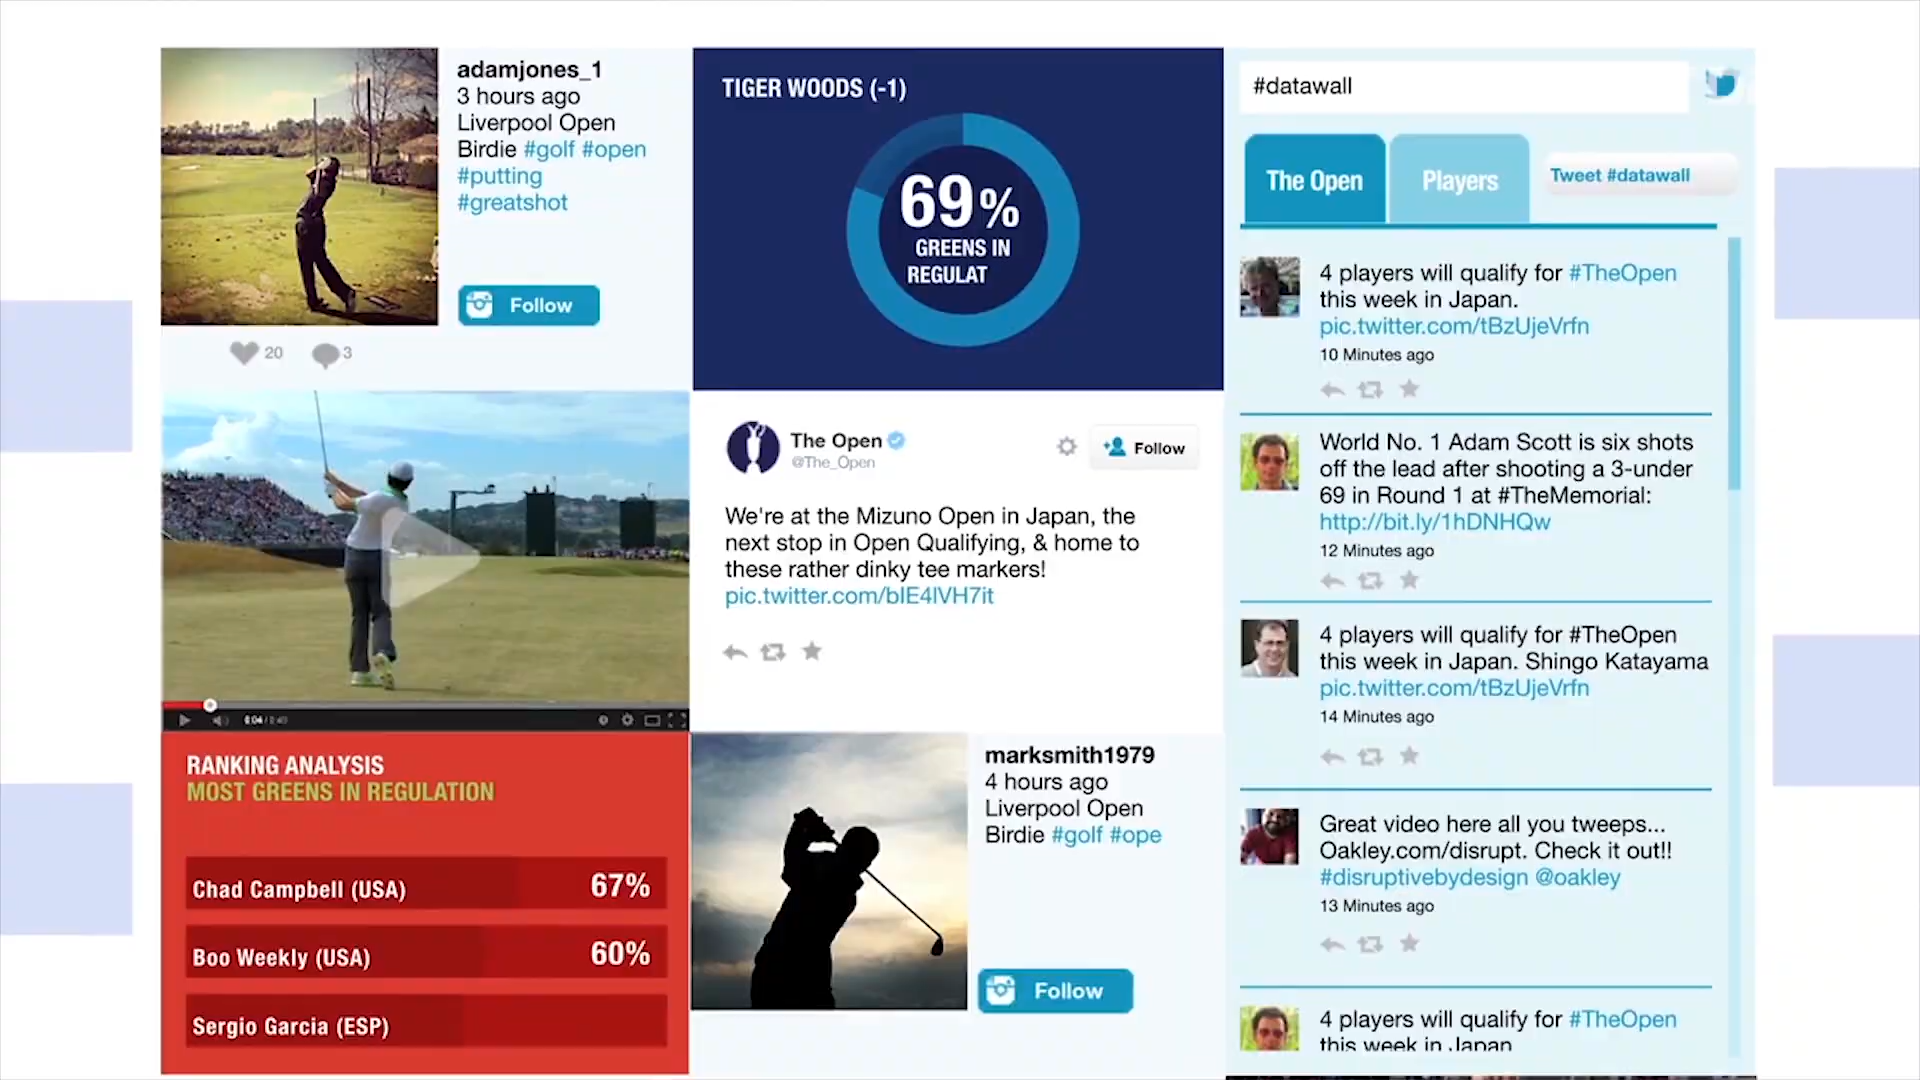 adamjones_1
3 hours ago
Liverpool Open
Birdie #golf #open
#putting
#greatshot
Follow
20
3
TIGER WOODS (-1)
69%
GREENS IN
REGULAT
The Open
@The_Open
Follow
We're at the Mizuno Open in Japan, the
next stop in Open Qualifying, & home to
these rather dinky tee markers!
pic.twitter.com/blE4lVH7it
RANKING ANALYSIS
MOST GREENS IN REGULATION
Chad Campbell (USA) 67%
Boo Weekly (USA) 60%
Sergio Garcia (ESP)
marksmith1979
4 hours ago
Liverpool Open
Birdie #golf #ope
Follow
#datawall
The Open
Players
Tweet #datawall
4 players will qualify for #TheOpen
this week in Japan.
pic.twitter.com/tBzUjeVrfn
10 Minutes ago
World No. 1 Adam Scott is six shots
off the lead after shooting a 3-under
69 in Round 1 at #TheMemorial:
http://bit.ly/1hDNHQw
12 Minutes ago
4 players will qualify for #TheOpen
this week in Japan. Shingo Katayama
pic.twitter.com/tBzUjeVrfn
14 Minutes ago
Great video here all you tweeps...
Oakley.com/disrupt. Check it out!!
#disruptivebydesign @oakley
13 Minutes ago
4 players will qualify for #TheOpen
this week in Japan